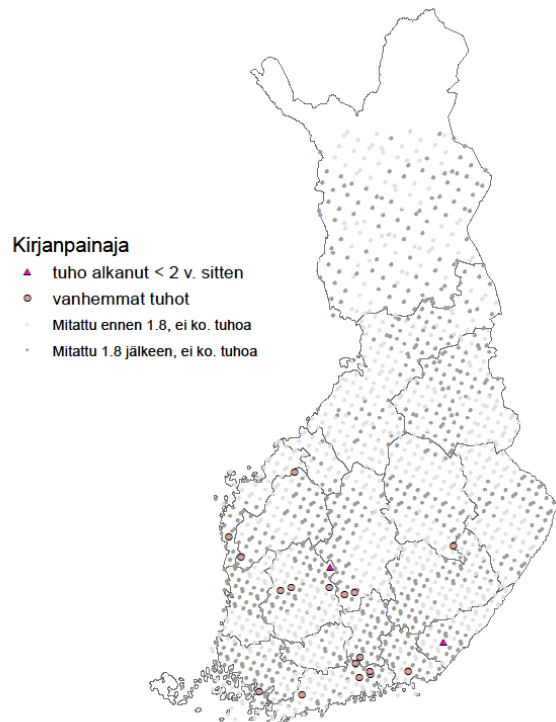 Kirjanpainaja
tuho alkanut < 2 v. sitten
vanhemmat tuhot
Mitattu ennen 1.8, ei ko. tuhoa
Mitattu 1.8 jälkeen, ei ko. tuhoa